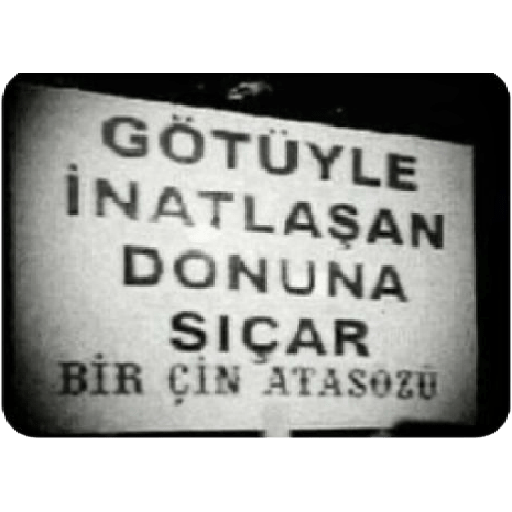 GÖTÜYLE
İNATLAŞAN
DONUNA
SIÇAR
BİR ÇİN ATASÖZÜ